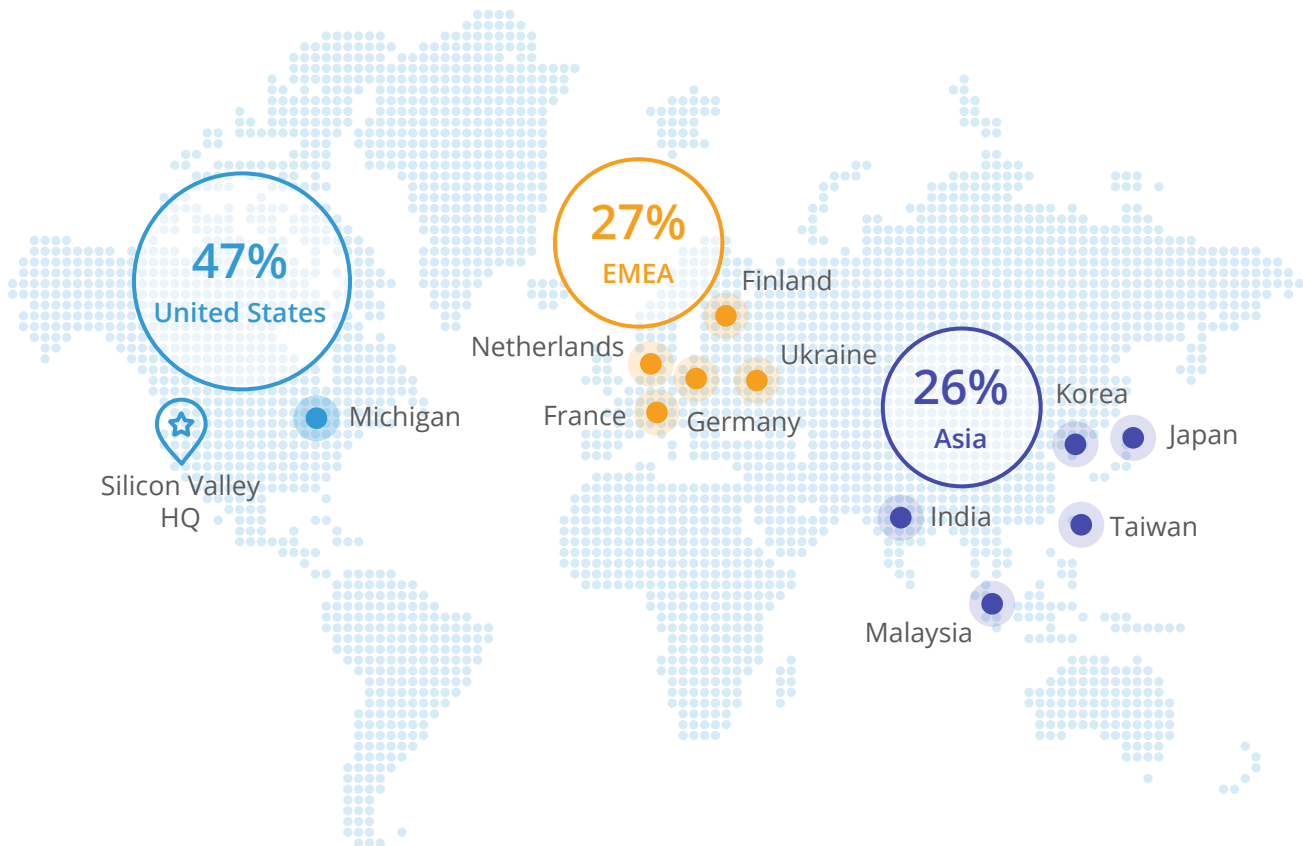 47%
United States
Michigan
Silicon Valley
HQ
27%
EMEA
Finland
Netherlands
Ukraine
France
Germany
26%
Asia
Korea
Japan
India
Taiwan
Malaysia